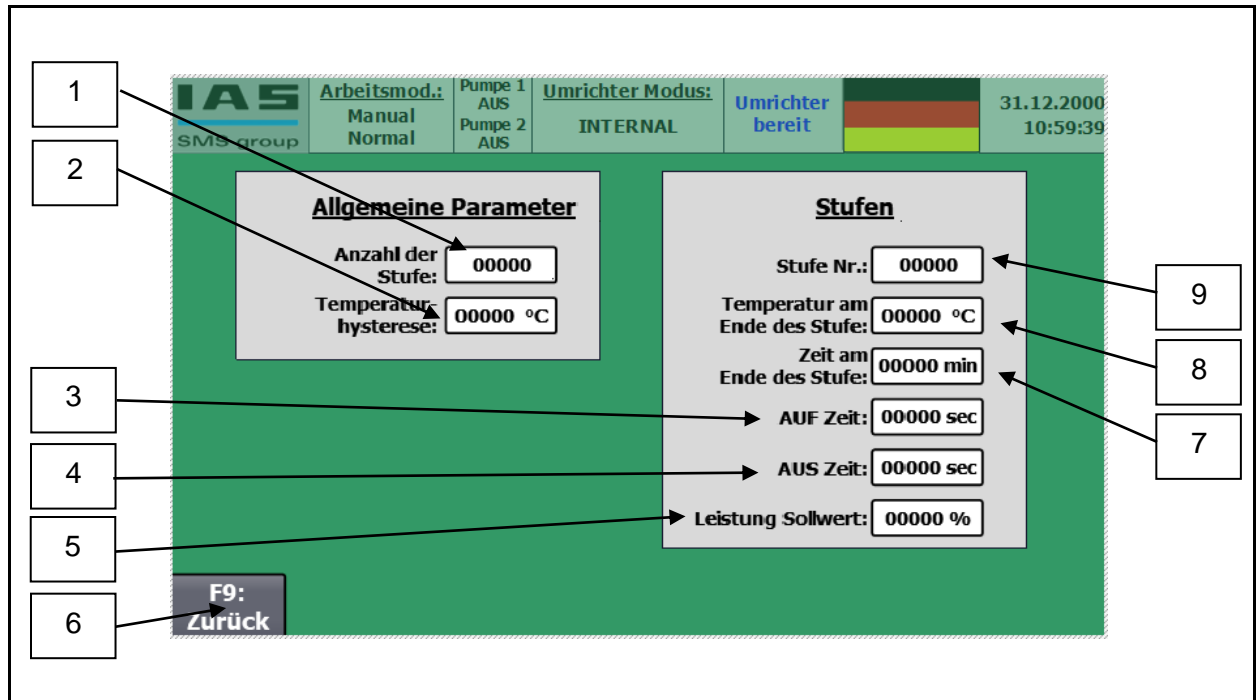 1
2
3
4
5
6
IAS
SMS group
Arbeitsmod.:
Manual
Normal
Pumpe 1
AUS
Pumpe 2
AUS
Umrichter Modus:
INTERNAL
Umrichter
bereit
31.12.2000
10:59:39
Allgemeine Parameter
Anzahl der
Stufe: 00000
Temperatur-
hysterese: 00000 °C
Stufen
Stufe Nr.: 00000
Temperatur am
Ende des Stufe: 00000 °C
Zeit am
Ende des Stufe: 00000 min
AUF Zeit: 00000 sec
AUS Zeit: 00000 sec
Leistung Sollwert: 00000 %
F9:
Zurück
9
8
7